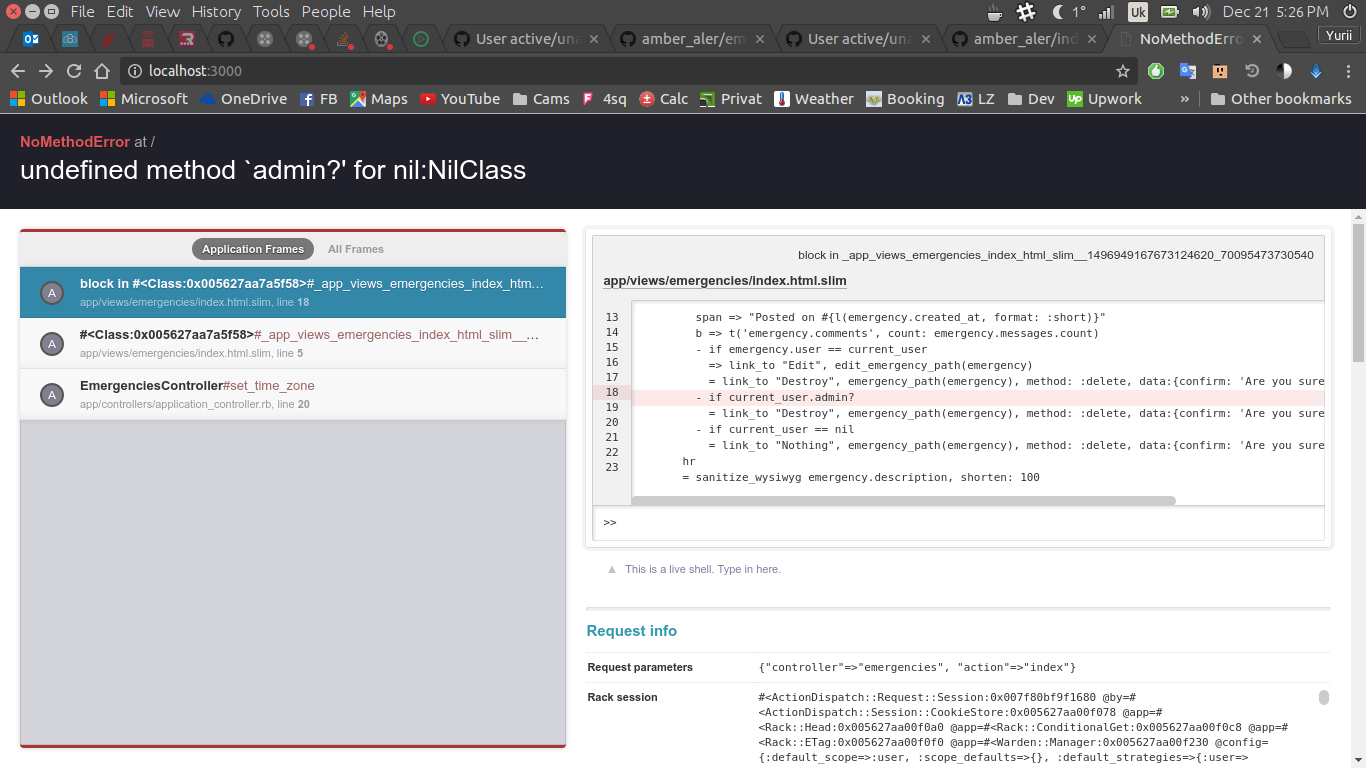 File Edit View History Tools People Help
1° Uk Dec 21 5:26 PM
User active/una × amber_aler/em × User active/una × amber_aler/ind × NoMethodErro × Yurii
localhost:3000
Outlook Microsoft OneDrive FB Maps YouTube Cams 4sq Calc Privat Weather Booking LZ Dev Upwork » Other bookmarks
NoMethodError at /
undefined method `admin?' for nil:NilClass
Application Frames All Frames
A
block in #<Class:0x005627aa7a5f58>#_app_views_emergencies_index_htm…
app/views/emergencies/index.html.slim, line 18
A
#<Class:0x005627aa7a5f58>#_app_views_emergencies_index_html_slim__…
app/views/emergencies/index.html.slim, line 5
A
EmergenciesController#set_time_zone
app/controllers/application_controller.rb, line 20
block in _app_views_emergencies_index_html_slim__1496949167673124620_70095473730540
app/views/emergencies/index.html.slim
13 span => "Posted on #{l(emergency.created_at, format: :short)}"
14 b => t('emergency.comments', count: emergency.messages.count)
15 - if emergency.user == current_user
16 => link_to "Edit", edit_emergency_path(emergency)
17 = link_to "Destroy", emergency_path(emergency), method: :delete, data:{confirm: 'Are you sure
18 - if current_user.admin?
19 = link_to "Destroy", emergency_path(emergency), method: :delete, data:{confirm: 'Are you sure
20 - if current_user == nil
21 = link_to "Nothing", emergency_path(emergency), method: :delete, data:{confirm: 'Are you sure
22 hr
23 = sanitize_wysiwyg emergency.description, shorten: 100
>>
This is a live shell. Type in here.
Request info
Request parameters {"controller"=>"emergencies", "action"=>"index"}
Rack session #<ActionDispatch::Request::Session:0x007f80bf9f1680 @by=#
<ActionDispatch::Session::CookieStore:0x005627aa00f078 @app=#
<Rack::Head:0x005627aa00f0a0 @app=#<Rack::ConditionalGet:0x005627aa00f0c8 @app=#
<Rack::ETag:0x005627aa00f0f0 @app=#<Warden::Manager:0x005627aa00f230 @config=
{:default_scope=>:user, :scope_defaults=>{}, :default_strategies=>{:user=>